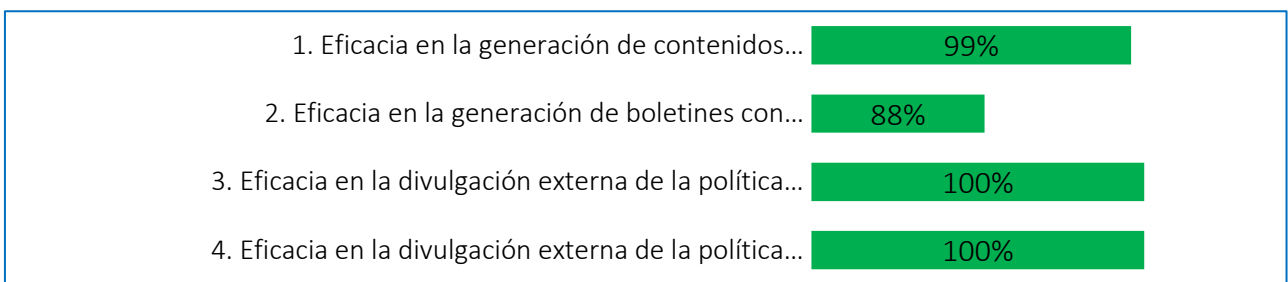 1. Eficacia en la generación de contenidos... 99%
2. Eficacia en la generación de boletines con... 88%
3. Eficacia en la divulgación externa de la política... 100%
4. Eficacia en la divulgación externa de la política... 100%